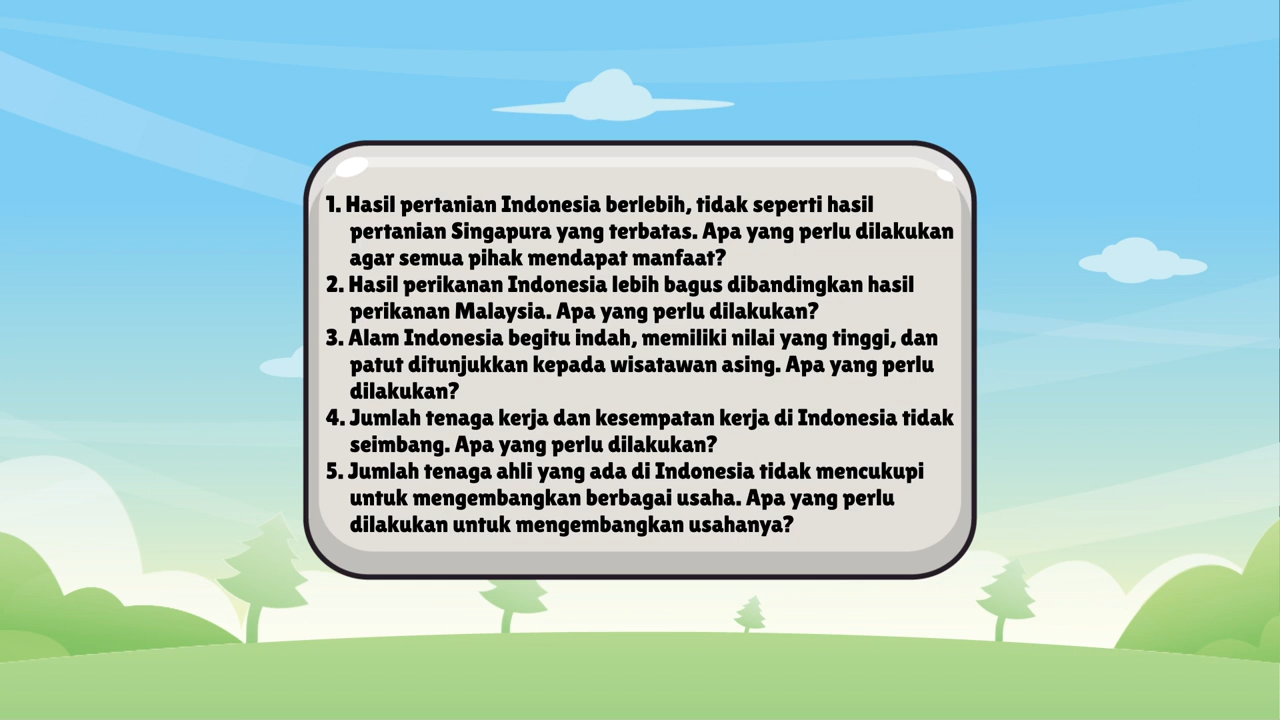 1. Hasil pertanian Indonesia berlebih, tidak seperti hasil
pertanian Singapura yang terbatas. Apa yang perlu dilakukan
agar semua pihak mendapat manfaat?
2. Hasil perikanan Indonesia lebih bagus dibandingkan hasil
perikanan Malaysia. Apa yang perlu dilakukan?
3. Alam Indonesia begitu indah, memiliki nilai yang tinggi, dan
patut ditunjukkan kepada wisatawan asing. Apa yang perlu
dilakukan?
4. Jumlah tenaga kerja dan kesempatan kerja di Indonesia tidak
seimbang. Apa yang perlu dilakukan?
5. Jumlah tenaga ahli yang ada di Indonesia tidak mencukupi
untuk mengembangkan berbagai usaha. Apa yang perlu
dilakukan untuk mengembangkan usahanya?